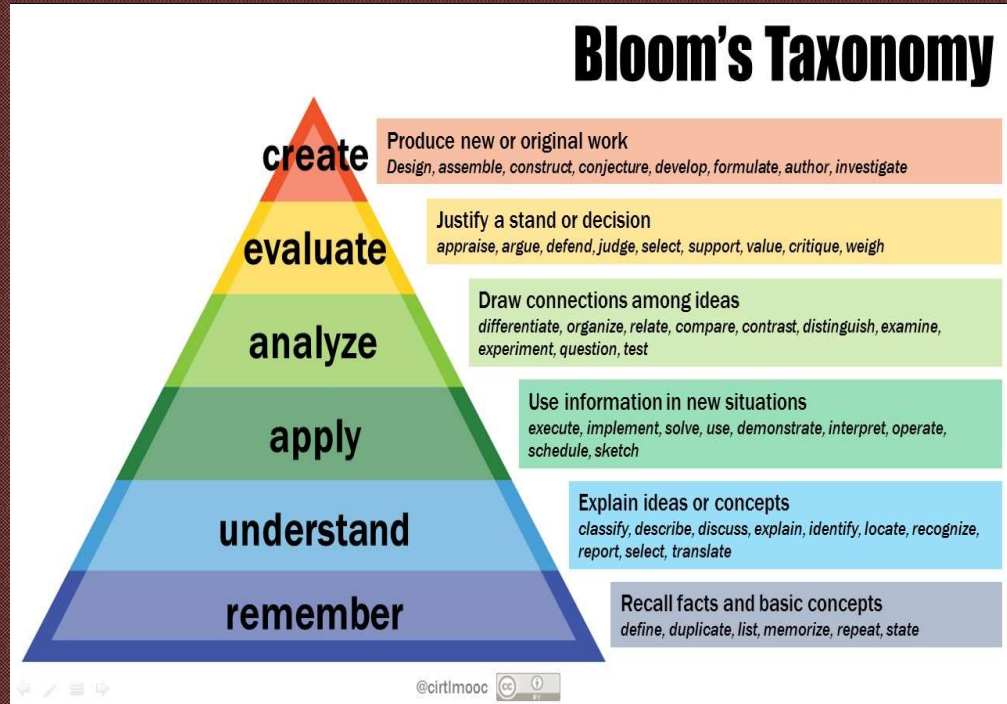 Bloom's Taxonomy
create
Produce new or original work
Design, assemble, construct, conjecture, develop, formulate, author, investigate
evaluate
Justify a stand or decision
appraise, argue, defend, judge, select, support, value, critique, weigh
analyze
Draw connections among ideas
differentiate, organize, relate, compare, contrast, distinguish, examine,
experiment, question, test
apply
Use information in new situations
execute, implement, solve, use, demonstrate, interpret, operate,
schedule, sketch
understand
Explain ideas or concepts
classify, describe, discuss, explain, identify, locate, recognize,
report, select, translate
remember
Recall facts and basic concepts
define, duplicate, list, memorize, repeat, state
@cirtlmooc cc BY